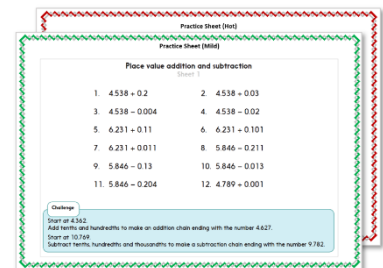 Practice Sheet (Hot)
Practice Sheet (Mild)
Place value addition and subtraction
Sheet 1
1. 4.538 + 0.2 2. 4.538 + 0.03
3. 4.538 – 0.004 4. 4.538 – 0.02
5. 6.231 + 0.11 6. 6.231 + 0.101
7. 6.231 + 0.011 8. 5.846 – 0.211
9. 5.846 – 0.13 10. 5.846 – 0.013
11. 5.846 – 0.204 12. 4.789 + 0.001
Challenge
Start at 4.362.
Add tenths and hundredths to make an addition chain ending with the number 4.627.
Start at 10.769.
Subtract tenths, hundredths and thousandths to make a subtraction chain ending with the number 9.782.